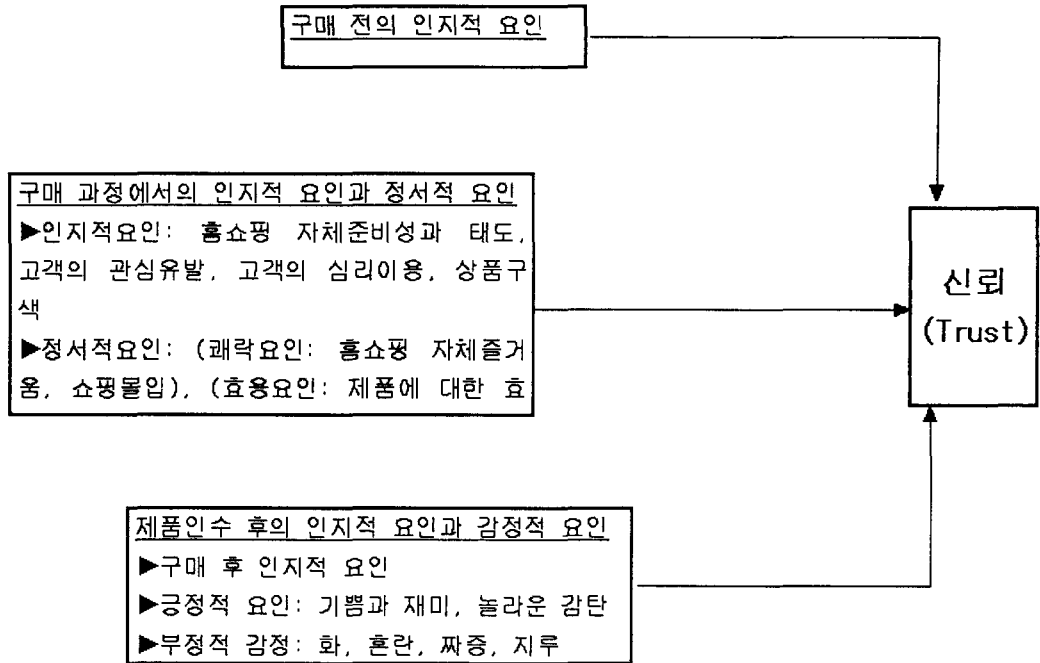 구매 전의 인지적 요인
구매 과정에서의 인지적 요인과 정서적 요인
▶인지적요인: 홈쇼핑 자체준비성과 태도,
고객의 관심유발, 고객의 심리이용, 상품구
색
▶정서적요인: (쾌락요인: 홈쇼핑 자체즐거
움, 쇼핑몰입), (효용요인: 제품에 대한 효
신뢰
(Trust)
제품인수 후의 인지적 요인과 감정적 요인
▶구매 후 인지적 요인
▶긍정적 요인: 기쁨과 재미, 놀라운 감탄
▶부정적 감정: 화, 혼란, 짜증, 지루